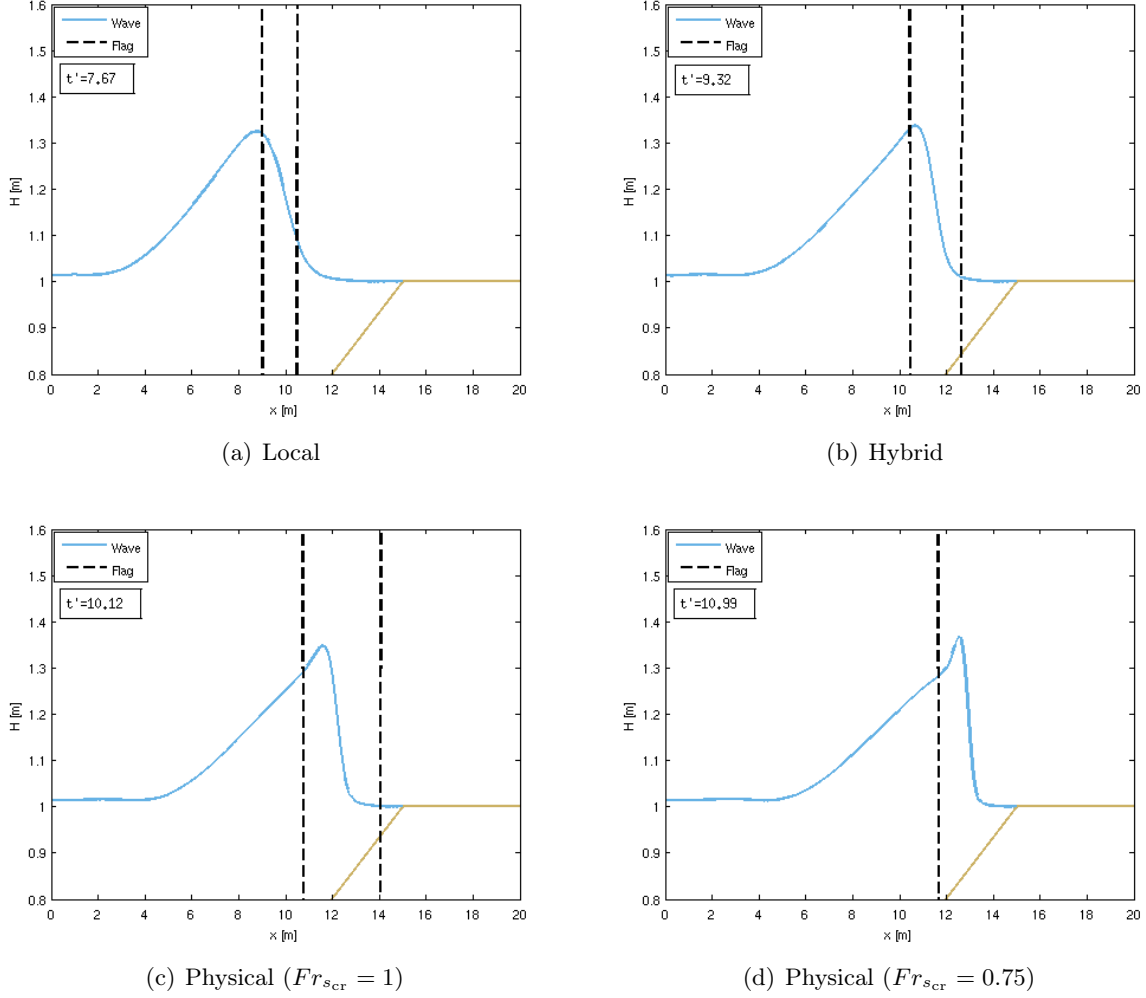 1.6
1.5
1.4
1.3
1.2
1.1
1
0.9
0.8
H [m]
Wave
Flag
t'=7.67
0 2 4 6 8 10 12 14 16 18 20
x [m]
(a) Local
1.6
1.5
1.4
1.3
1.2
1.1
1
0.9
0.8
H [m]
Wave
Flag
t'=9.32
0 2 4 6 8 10 12 14 16 18 20
x [m]
(b) Hybrid
1.6
1.5
1.4
1.3
1.2
1.1
1
0.9
0.8
H [m]
Wave
Flag
t'=10.12
0 2 4 6 8 10 12 14 16 18 20
x [m]
(c) Physical (Fr_{s_{cr}} = 1)
1.6
1.5
1.4
1.3
1.2
1.1
1
0.9
0.8
H [m]
Wave
Flag
t'=10.99
0 2 4 6 8 10 12 14 16 18 20
x [m]
(d) Physical (Fr_{s_{cr}} = 0.75)